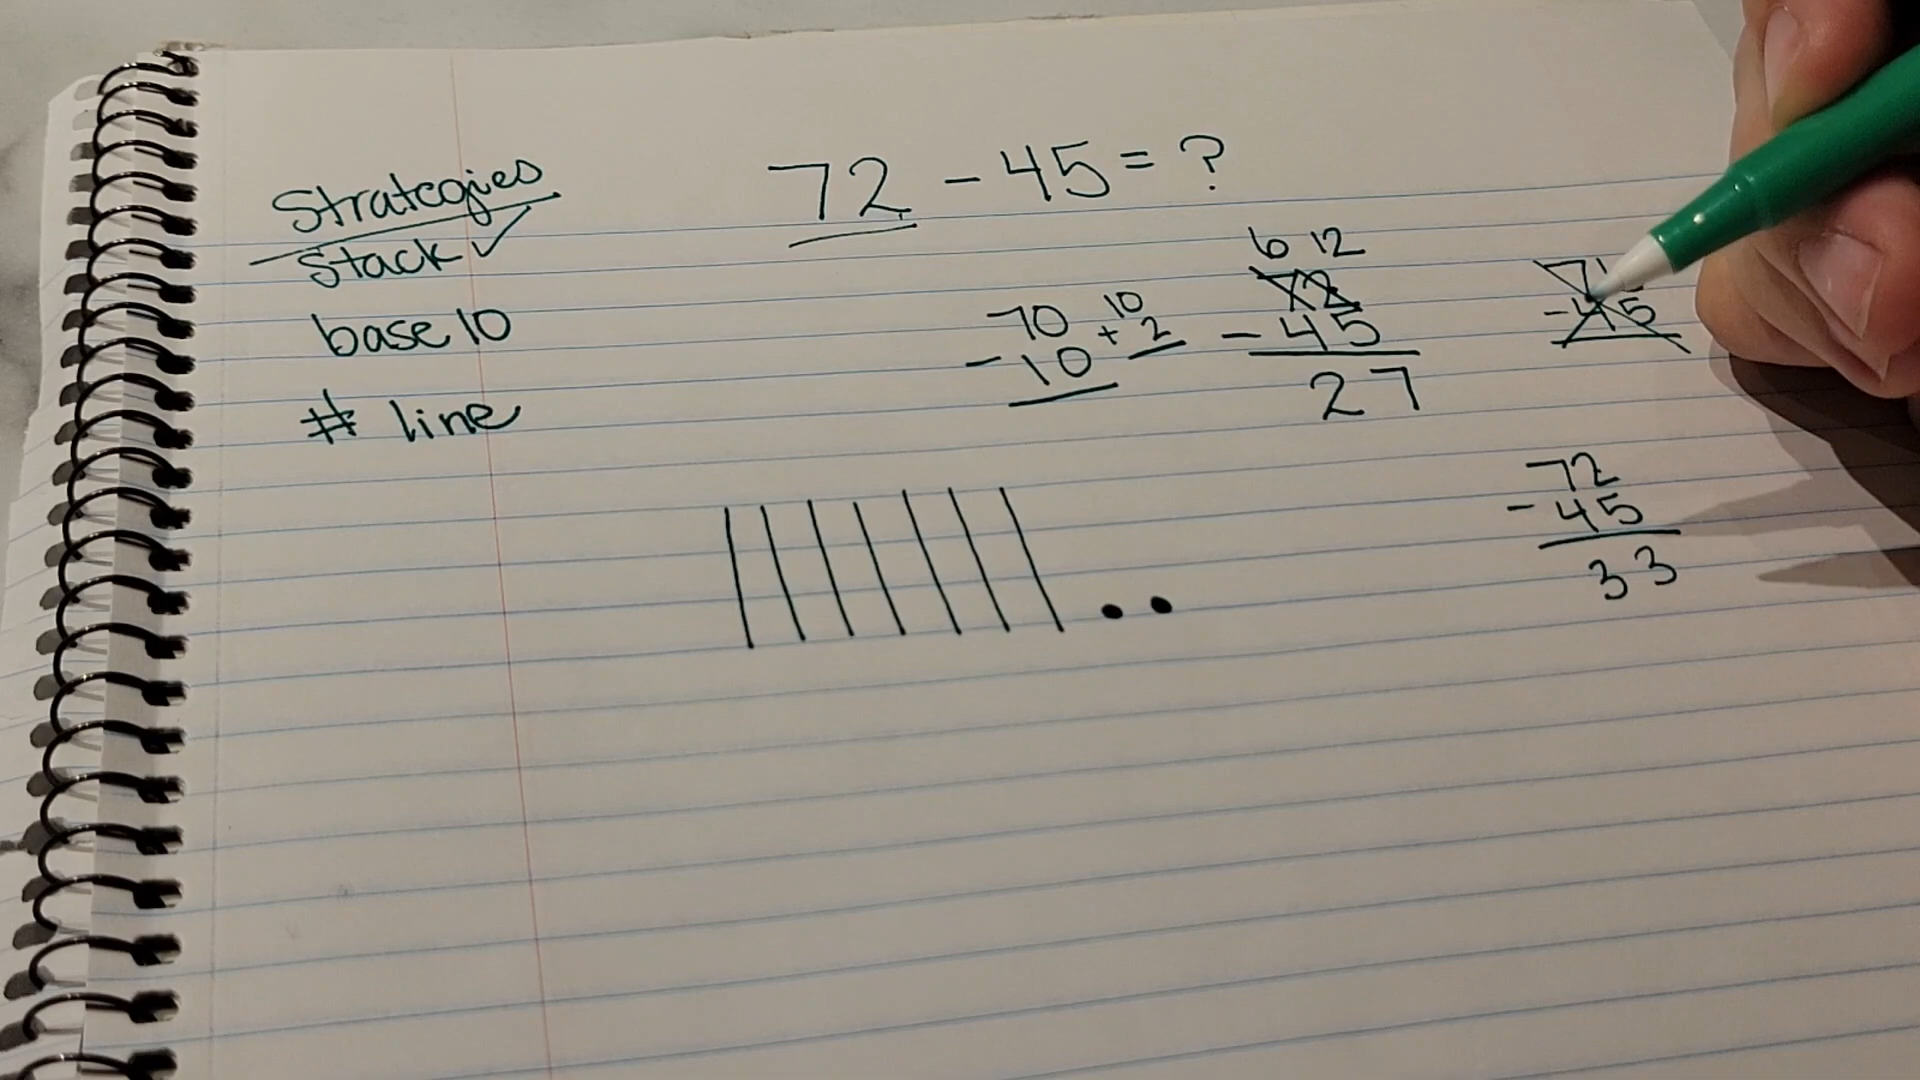 Strategies
Stack ✓
base 10
# line
72 - 45 = ?
70
- 10
10
+ 2
6 12
72
- 45
27
- 45
72
- 45
33